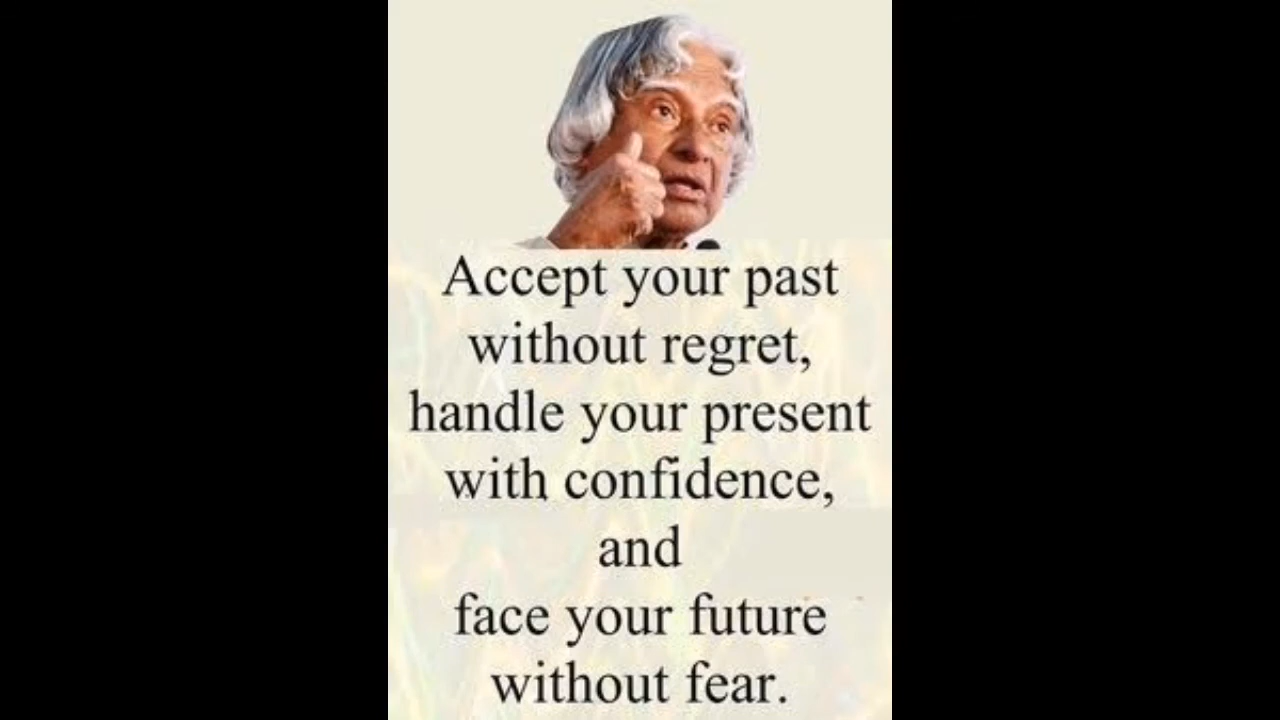 Accept your past
without regret,
handle your present
with confidence,
and
face your future
without fear.